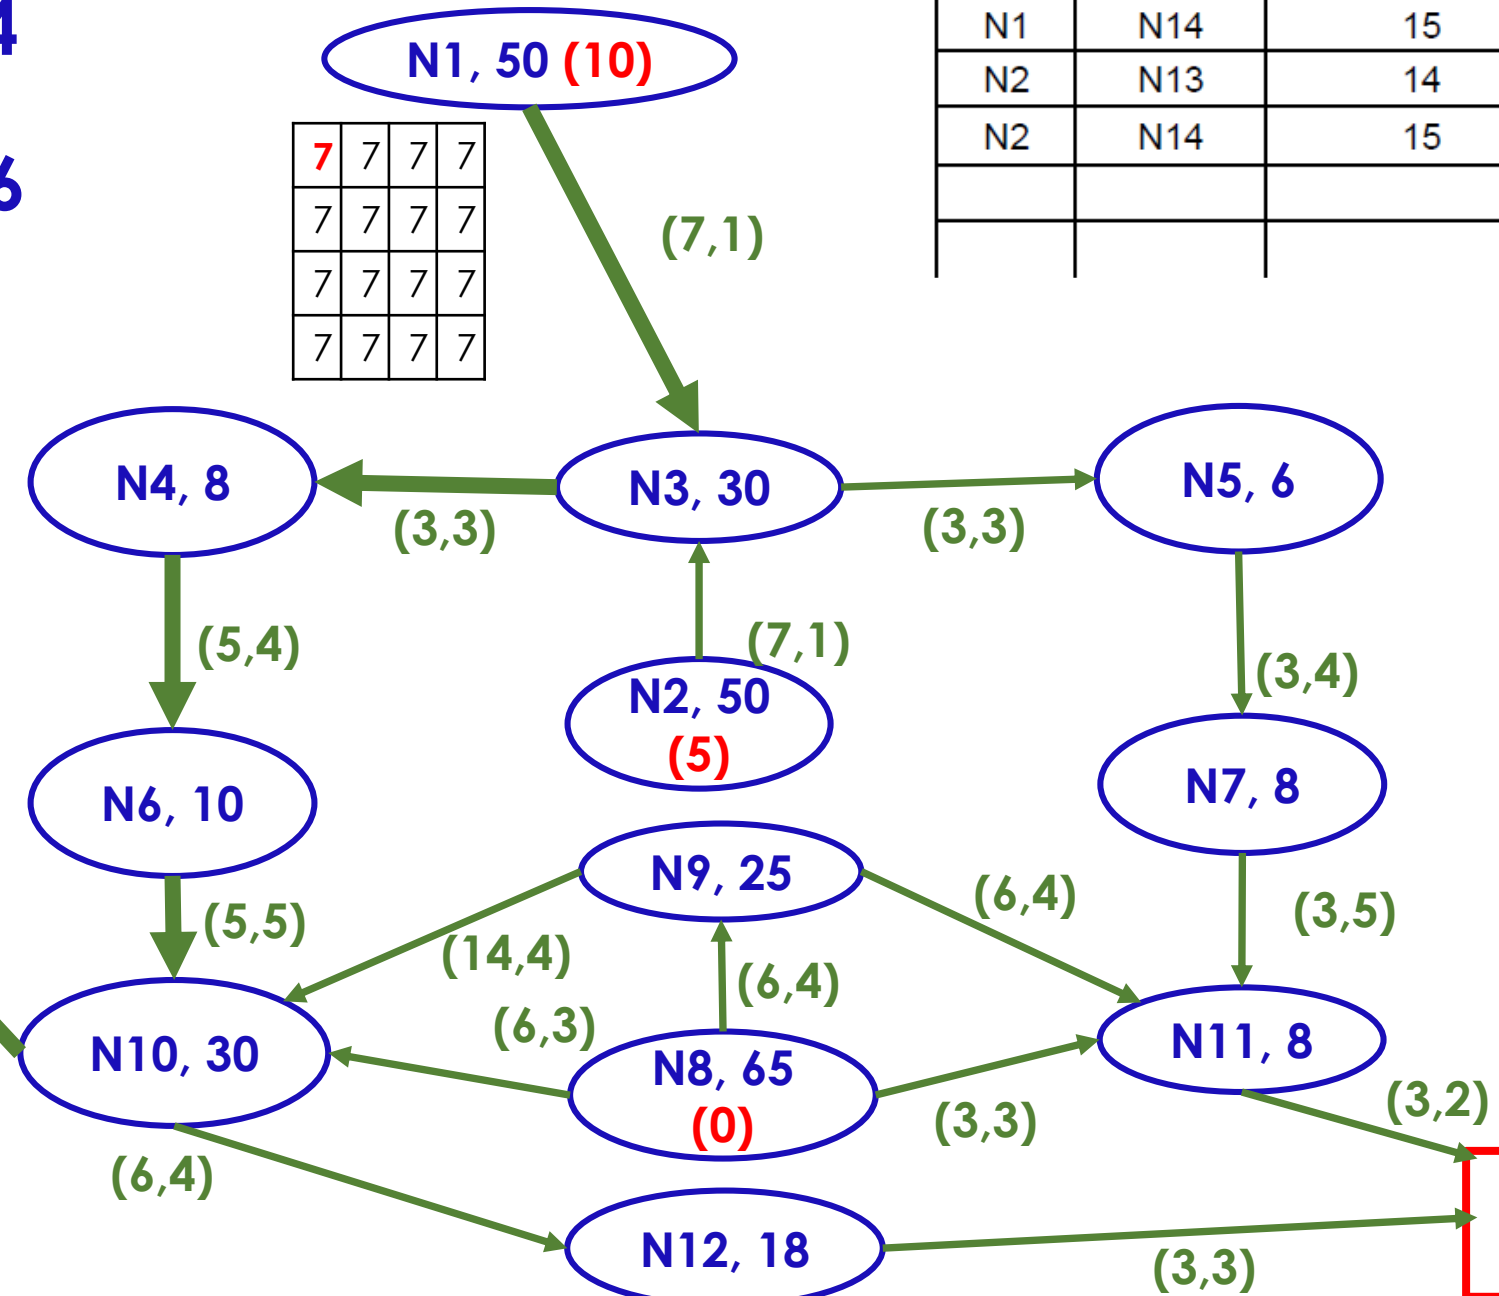 4
6
N1, 50 (10)
N1 N14 15
N2 N13 14
N2 N14 15
7 7 7 7
7 7 7 7
7 7 7 7
7 7 7 7
(7,1)
N4, 8
N3, 30
N5, 6
(3,3)
(3,3)
(5,4)
(7,1)
(3,4)
N2, 50
(5)
N6, 10
N7, 8
N9, 25
(6,4)
(5,5)
(3,5)
(14,4)
(6,4)
(6,3)
N10, 30
N8, 65
(0)
N11, 8
(3,3)
(3,2)
(6,4)
N12, 18
(3,3)